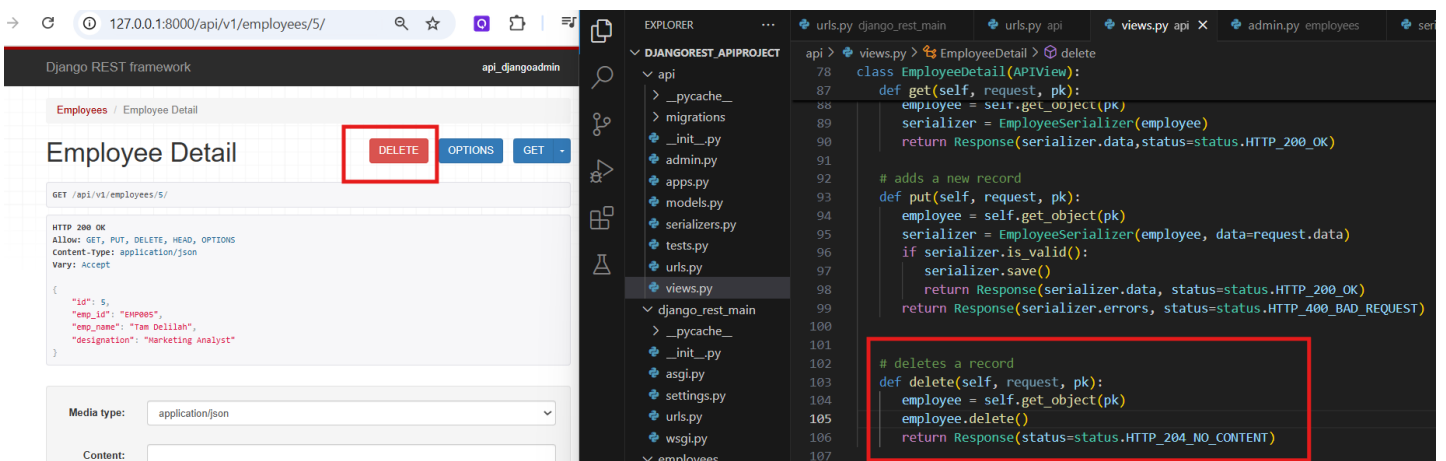 127.0.0.1:8000/api/v1/employees/5/
Django REST framework
api_djangoadmin
Employees / Employee Detail
Employee Detail
DELETE
OPTIONS
GET
GET /api/v1/employees/5/
HTTP 200 OK
Allow: GET, PUT, DELETE, HEAD, OPTIONS
Content-Type: application/json
Vary: Accept
{
"id": 5,
"emp_id": "EMP005",
"emp_name": "Tam Delilah",
"designation": "Marketing Analyst"
}
Media type:
application/json
Content:
EXPLORER
DJANGOREST_APIPROJECT
api
__pycache__
migrations
__init__.py
admin.py
apps.py
models.py
serializers.py
tests.py
urls.py
views.py
django_rest_main
__pycache__
__init__.py
asgi.py
settings.py
urls.py
wsgi.py
employees
urls.py django_rest_main
urls.py api
views.py api
admin.py employees
seri
api > views.py > EmployeeDetail > delete
78 class EmployeeDetail(APIView):
87 def get(self, request, pk):
88 employee = self.get_object(pk)
89 serializer = EmployeeSerializer(employee)
90 return Response(serializer.data,status=status.HTTP_200_OK)
91
92 # adds a new record
93 def put(self, request, pk):
94 employee = self.get_object(pk)
95 serializer = EmployeeSerializer(employee, data=request.data)
96 if serializer.is_valid():
97 serializer.save()
98 return Response(serializer.data, status=status.HTTP_200_OK)
99 return Response(serializer.errors, status=status.HTTP_400_BAD_REQUEST)
100
101
102 # deletes a record
103 def delete(self, request, pk):
104 employee = self.get_object(pk)
105 employee.delete()
106 return Response(status=status.HTTP_204_NO_CONTENT)
107